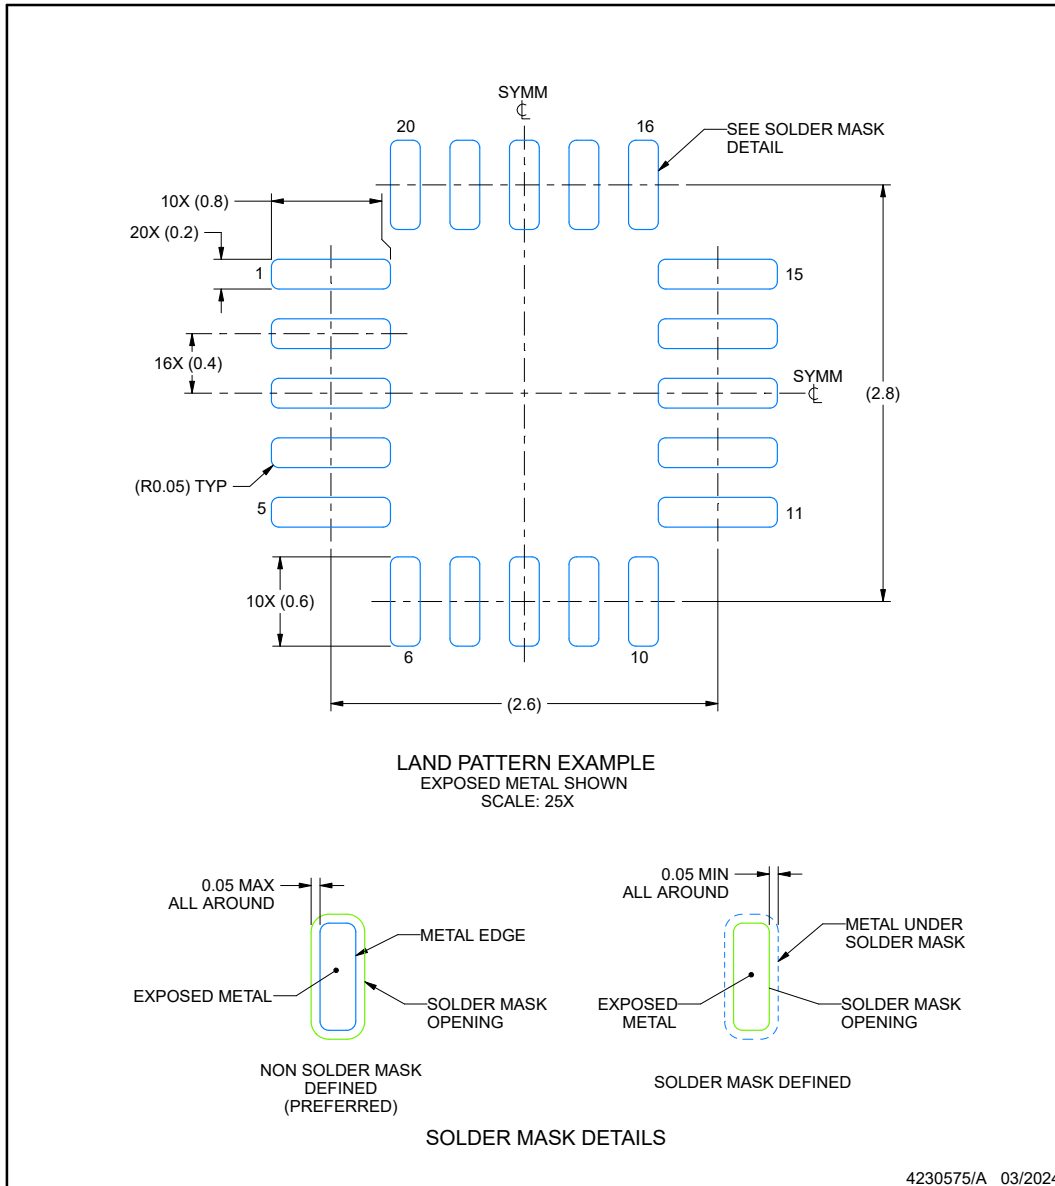 SYMM
℄
20
16
SEE SOLDER MASK
DETAIL
10X (0.8)
20X (0.2)
1
15
16X (0.4)
SYMM
℄
(2.8)
(R0.05) TYP
5
11
10X (0.6)
6
10
(2.6)
LAND PATTERN EXAMPLE
EXPOSED METAL SHOWN
SCALE: 25X
0.05 MAX
ALL AROUND
METAL EDGE
EXPOSED METAL
SOLDER MASK
OPENING
NON SOLDER MASK
DEFINED
(PREFERRED)
0.05 MIN
ALL AROUND
METAL UNDER
SOLDER MASK
EXPOSED
METAL
SOLDER MASK
OPENING
SOLDER MASK DEFINED
SOLDER MASK DETAILS
4230575/A 03/2024